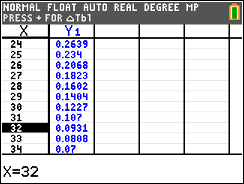 NORMAL FLOAT AUTO REAL DEGREE MP
PRESS + FOR △Tbl
X Y₁
24 0.2639
25 0.234
26 0.2068
27 0.1823
28 0.1602
29 0.1404
30 0.1227
31 0.107
32 0.0931
33 0.0808
34 0.07
X=32